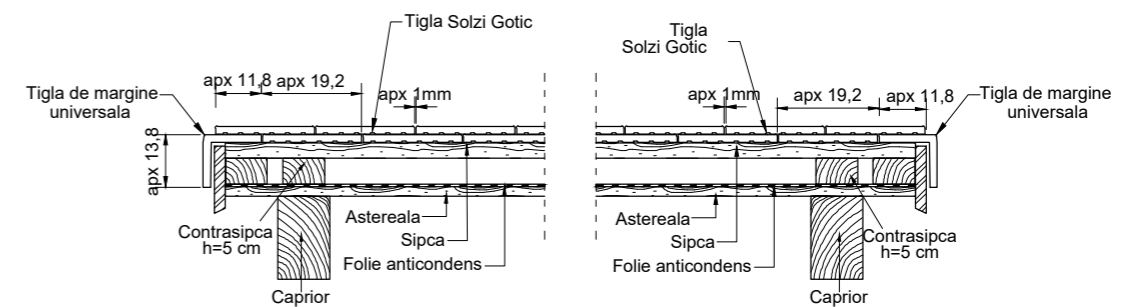 Tigla Solzi Gotic
Tigla
Solzi Gotic
apx 11,8
apx 19,2
apx 1mm
apx 1mm
apx 19,2
apx 11,8
Tigla de margine
universala
Tigla de margine
universala
apx 13,8
Contrasipca
h=5 cm
Astereala
Sipca
Folie anticondens
Caprior
Astereala
Sipca
Folie anticondens
Contrasipca
h=5 cm
Caprior